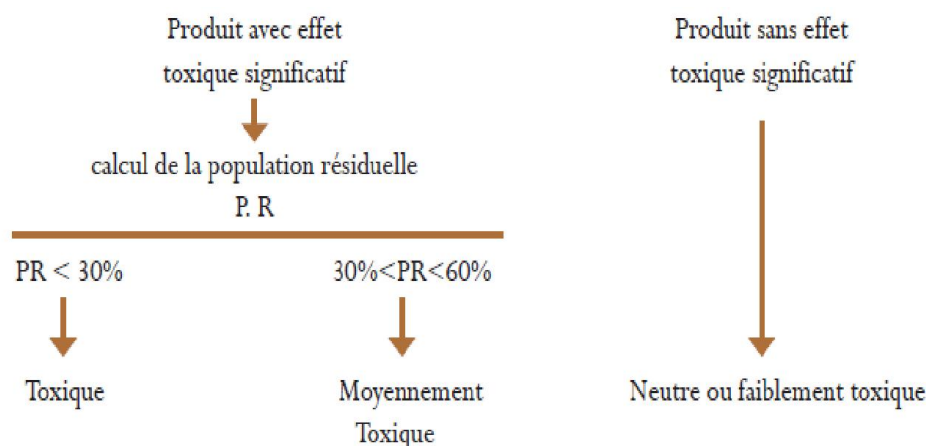 Produit avec effet
toxique significatif
calcul de la population résiduelle
P. R
PR < 30%
30%<PR<60%
Toxique
Moyennement
Toxique
Produit sans effet
toxique significatif
Neutre ou faiblement toxique